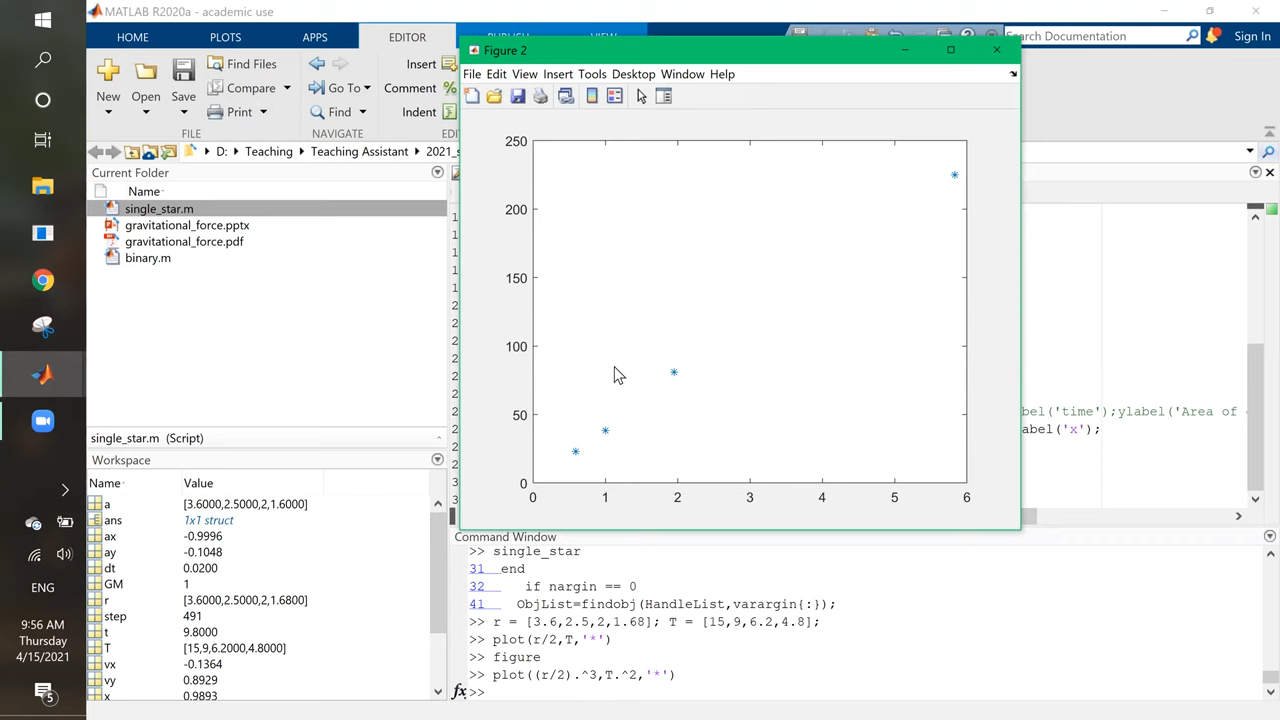 MATLAB R2020a - academic use
HOME PLOTS APPS EDITOR PUBLISH VIEW
Search Documentation Sign In
Figure 2
File Edit View Insert Tools Desktop Window Help
New Open Save Find Files Compare Print Go To Find Insert Comment Indent
FILE NAVIGATE
D: Teaching Teaching Assistant
Current Folder
Name
single_star.m
gravitational_force.pptx
gravitational_force.pdf
binary.m
250
200
150
100
50
0
0 1 2 3 4 5 6
label('time');ylabel('Area of
label('x');
single_star.m (Script)
Workspace
Name Value
a [3.6000,2.5000,2,1.6000]
ans 1x1 struct
ax -0.9996
ay -0.1048
dt 0.0200
GM 1
r [3.6000,2.5000,2,1.6800]
step 491
t 9.8000
T [15,9,6.2000,4.8000]
vx -0.1364
vy 0.8929
x 0.9893
Command Window
>> single_star
31 end
32 if nargin == 0
41 ObjList=findobj(HandleList,varargin{:});
>> r = [3.6,2.5,2,1.68]; T = [15,9,6.2,4.8];
>> plot(r/2,T,'*')
>> figure
>> plot((r/2).^3,T.^2,'*')
fx >>
ENG
9:56 AM
Thursday
4/15/2021
5